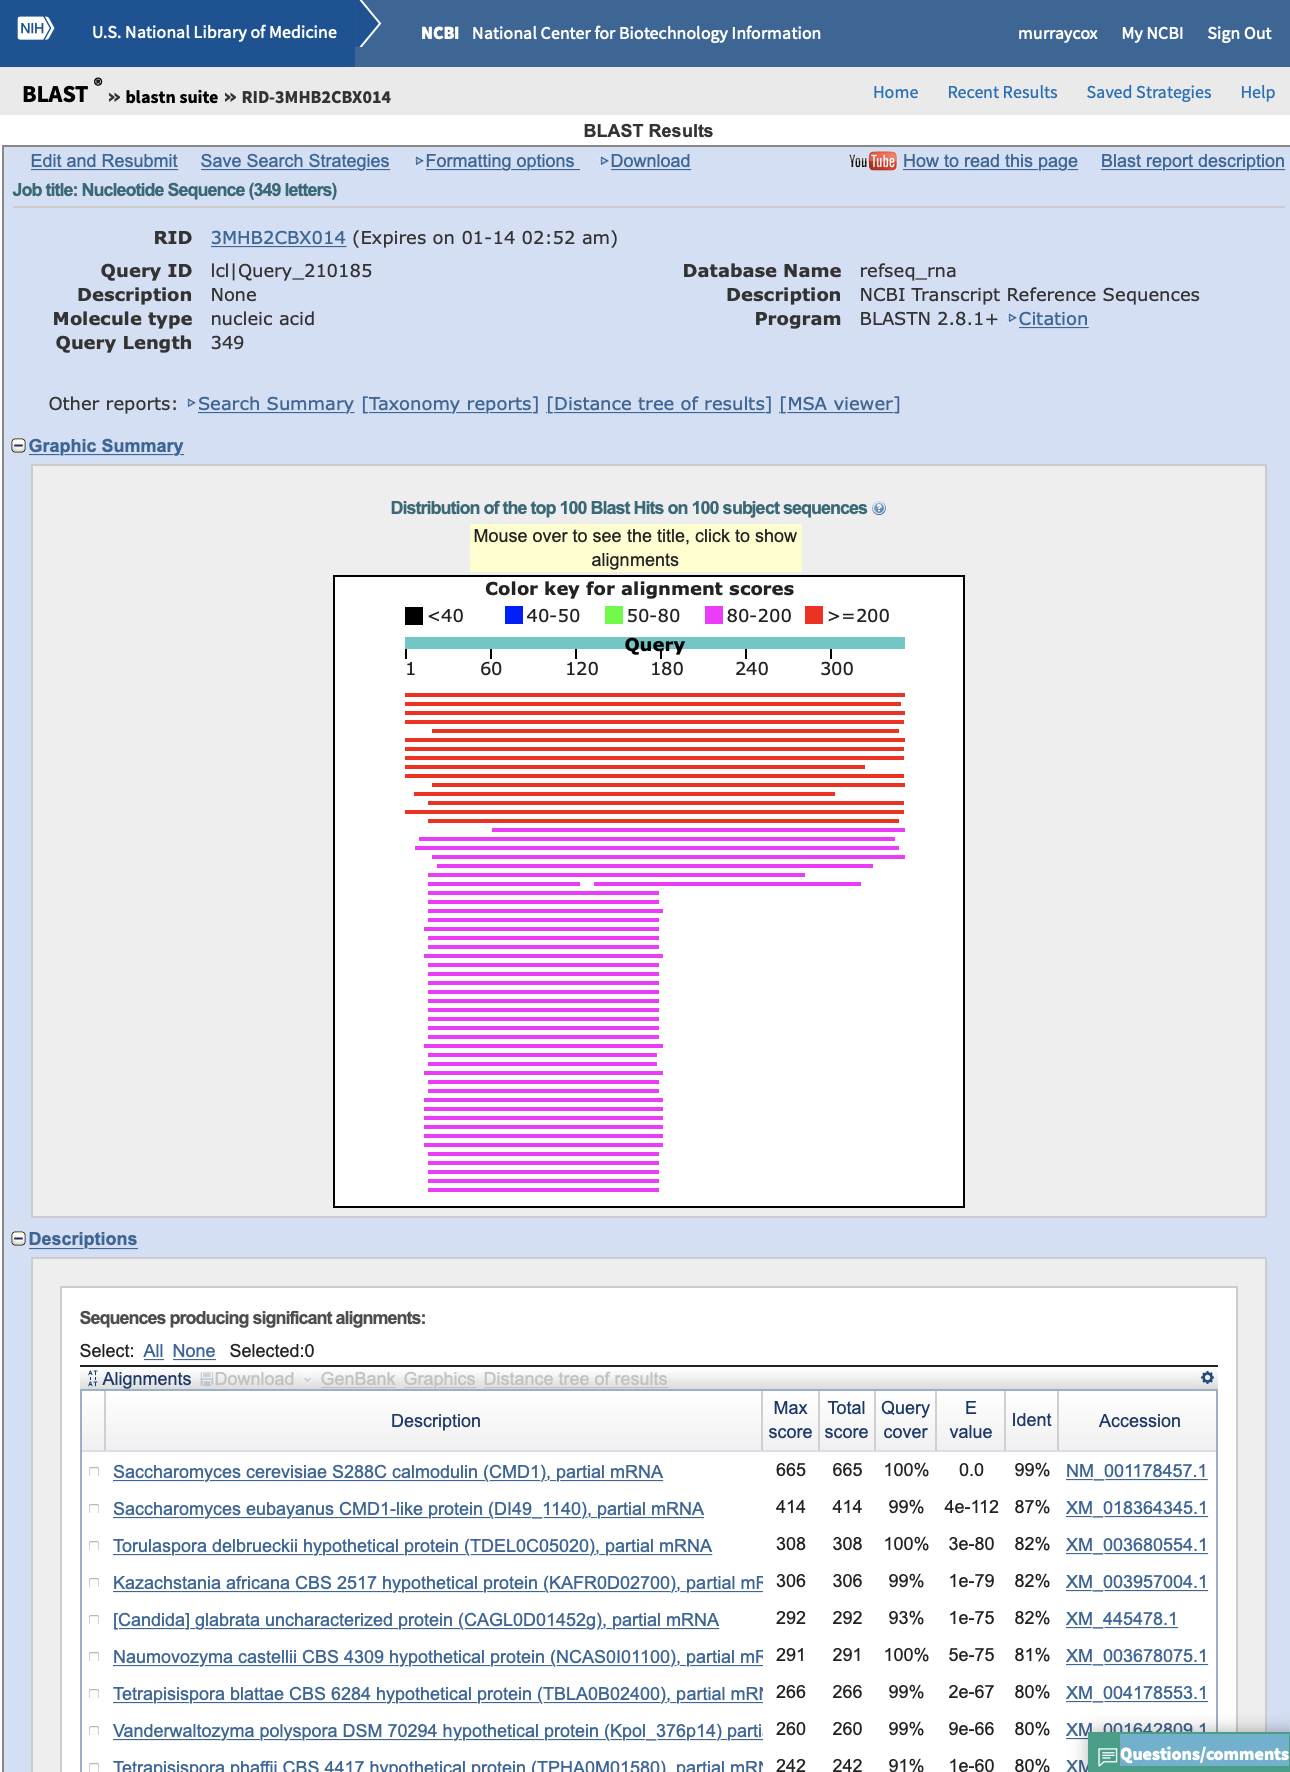 NIH U.S. National Library of Medicine NCBI National Center for Biotechnology Information murraycox My NCBI Sign Out
BLAST ® » blastn suite » RID-3MHB2CBX014 Home Recent Results Saved Strategies Help
BLAST Results
Edit and Resubmit Save Search Strategies Formatting options Download YouTube How to read this page Blast report description
Job title: Nucleotide Sequence (349 letters)
RID 3MHB2CBX014 (Expires on 01-14 02:52 am)
Query ID lcl|Query_210185 Database Name refseq_rna
Description None Description NCBI Transcript Reference Sequences
Molecule type nucleic acid Program BLASTN 2.8.1+ Citation
Query Length 349
Other reports: Search Summary [Taxonomy reports] [Distance tree of results] [MSA viewer]
Graphic Summary
Distribution of the top 100 Blast Hits on 100 subject sequences
Mouse over to see the title, click to show
alignments
Color key for alignment scores
<40 40-50 50-80 80-200 >=200
Query
1 60 120 180 240 300
Descriptions
Sequences producing significant alignments:
Select: All None Selected:0
Alignments Download GenBank Graphics Distance tree of results
Description Max score Total score Query cover E value Ident Accession
Saccharomyces cerevisiae S288C calmodulin (CMD1), partial mRNA 665 665 100% 0.0 99% NM_001178457.1
Saccharomyces eubayanus CMD1-like protein (DI49_1140), partial mRNA 414 414 99% 4e-112 87% XM_018364345.1
Torulaspora delbrueckii hypothetical protein (TDEL0C05020), partial mRNA 308 308 100% 3e-80 82% XM_003680554.1
Kazachstania africana CBS 2517 hypothetical protein (KAFR0D02700), partial mR 306 306 99% 1e-79 82% XM_003957004.1
[Candida] glabrata uncharacterized protein (CAGL0D01452g), partial mRNA 292 292 93% 1e-75 82% XM_445478.1
Naumovozyma castellii CBS 4309 hypothetical protein (NCAS0I01100), partial mR 291 291 100% 5e-75 81% XM_003678075.1
Tetrapisispora blattae CBS 6284 hypothetical protein (TBLA0B02400), partial mRN 266 266 99% 2e-67 80% XM_004178553.1
Vanderwaltozyma polyspora DSM 70294 hypothetical protein (Kpol_376p14) parti 260 260 99% 9e-66 80% XM_001642809.1
Tetrapisispora phaffii CBS 4417 hypothetical protein (TPHA0M01580), partial mRN 242 242 91% 1e-60 80% XM
Questions/comments